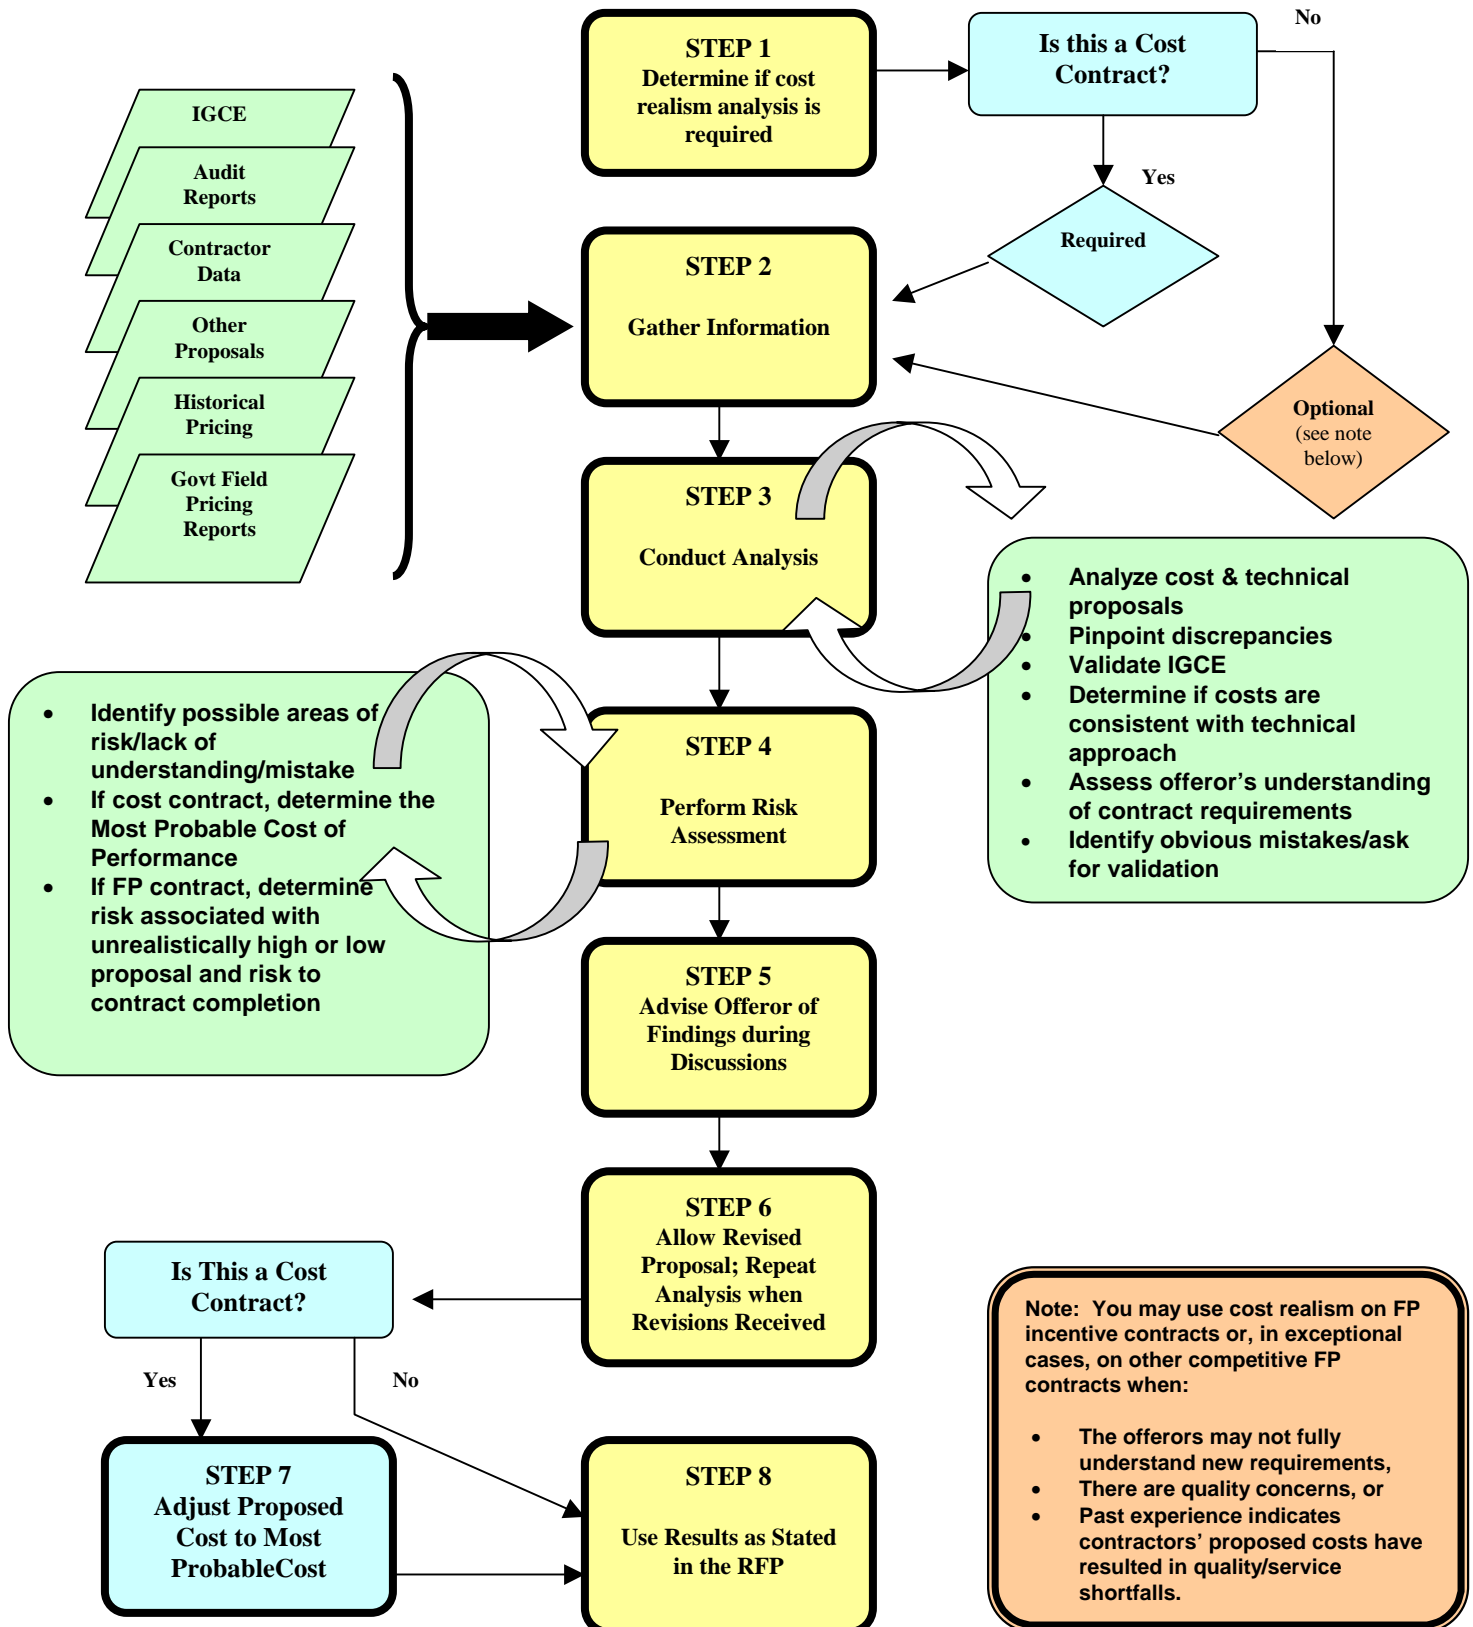 STEP 1
Determine if cost
realism analysis is
required
Is this a Cost
Contract?
No
Yes
Required
Optional
(see note
below)
IGCE
Audit
Reports
Contractor
Data
Other
Proposals
Historical
Pricing
Govt Field
Pricing
Reports
STEP 2
Gather Information
STEP 3
Conduct Analysis
• Analyze cost & technical
proposals
• Pinpoint discrepancies
• Validate IGCE
• Determine if costs are
consistent with technical
approach
• Assess offeror’s understanding
of contract requirements
• Identify obvious mistakes/ask
for validation
• Identify possible areas of
risk/lack of
understanding/mistake
• If cost contract, determine the
Most Probable Cost of
Performance
• If FP contract, determine
risk associated with
unrealistically high or low
proposal and risk to
contract completion
STEP 4
Perform Risk
Assessment
STEP 5
Advise Offeror of
Findings during
Discussions
STEP 6
Allow Revised
Proposal; Repeat
Analysis when
Revisions Received
Is This a Cost
Contract?
Yes
No
STEP 7
Adjust Proposed
Cost to Most
ProbableCost
STEP 8
Use Results as Stated
in the RFP
Note: You may use cost realism on FP
incentive contracts or, in exceptional
cases, on other competitive FP
contracts when:
• The offerors may not fully
understand new requirements,
• There are quality concerns, or
• Past experience indicates
contractors’ proposed costs have
resulted in quality/service
shortfalls.